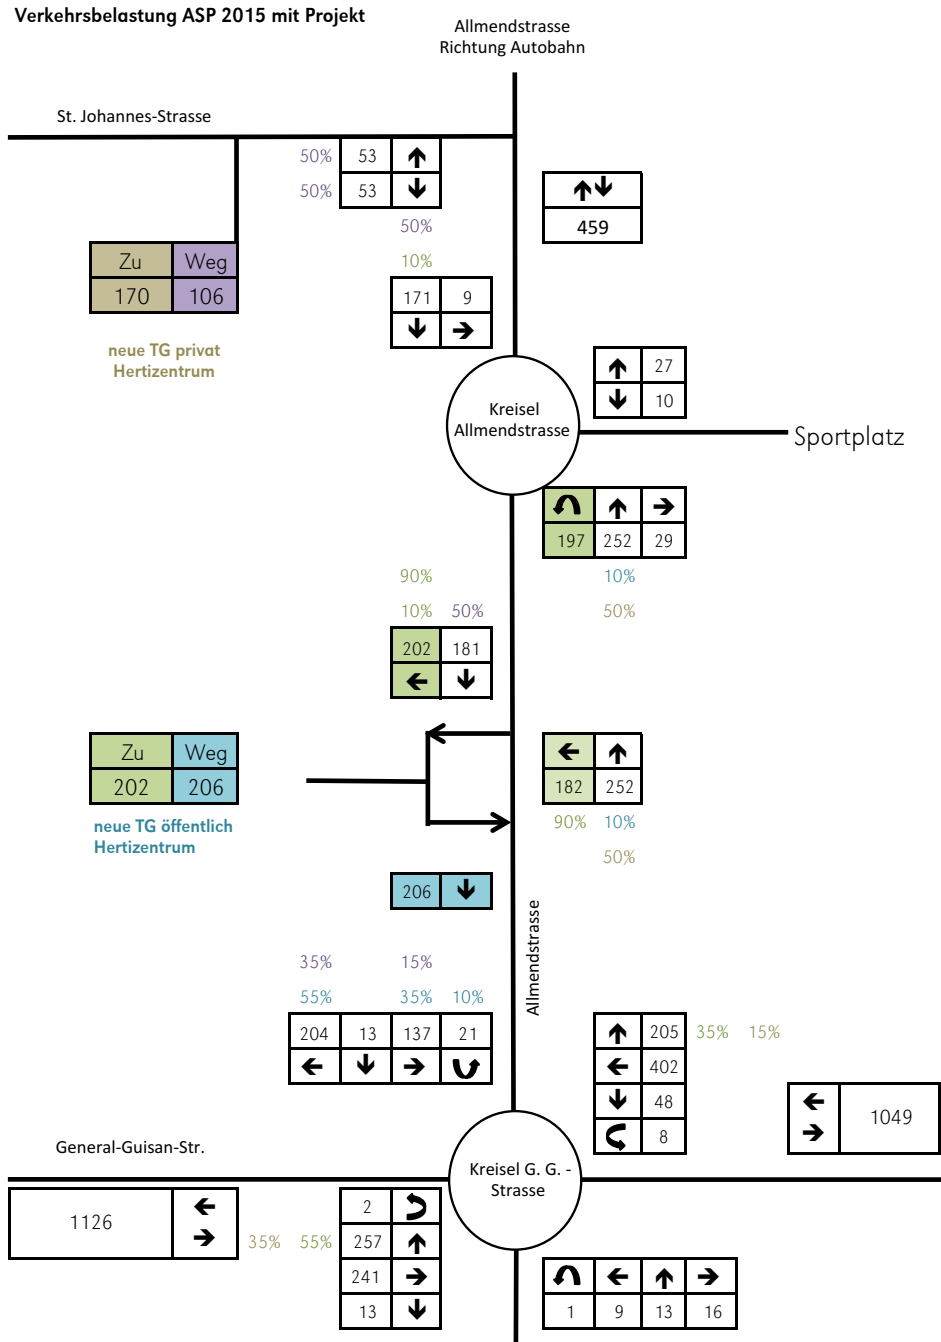 Verkehrsbelastung ASP 2015 mit Projekt
Allmendstrasse
Richtung Autobahn
St. Johannes-Strasse
50% 53 ↑
50% 53 ↓
↑↓
459
50%
10%
Zu Weg
170 106
171 9
↓ →
neue TG privat
Hertizentrum
↑ 27
↓ 10
Kreisel
Allmendstrasse
Sportplatz
↶ ↑ →
197 252 29
90% 10%
10% 50% 50%
202 181
← ↓
Zu Weg
202 206
← ↑
182 252
neue TG öffentlich
Hertizentrum
90% 10%
50%
206 ↓
Allmendstrasse
35% 15%
55% 35% 10%
204 13 137 21
← ↓ → ⤻
↑ 205 35% 15%
← 402
↓ 48
⤹ 8
← → 1049
General-Guisan-Str.
Kreisel G. G. -
Strasse
1126 ← →
2 ⤸
35% 55% 257 ↑
241 →
13 ↓
↶ ← ↑ →
1 9 13 16